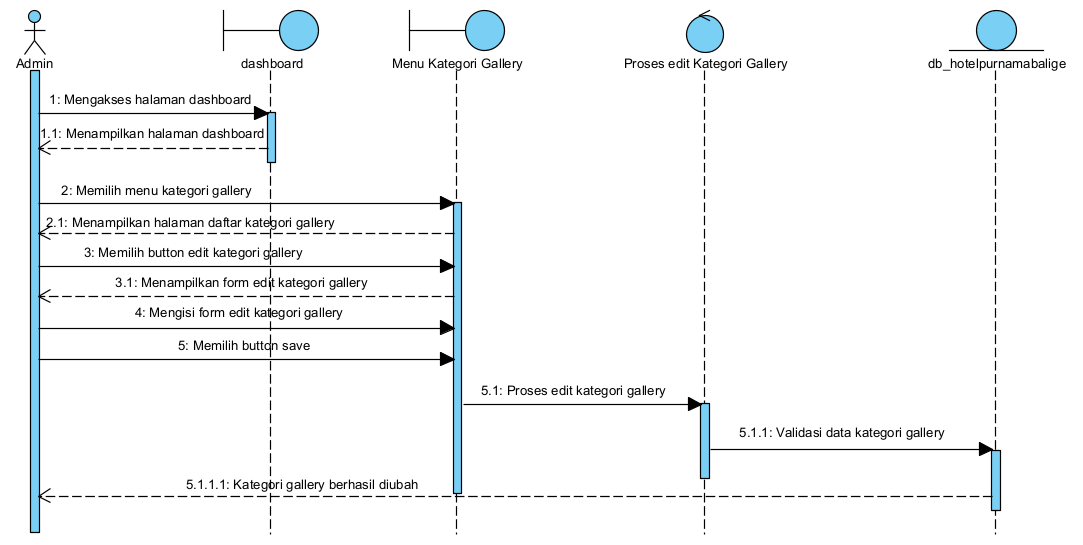 Admin
dashboard
Menu Kategori Gallery
Proses edit Kategori Gallery
db_hotelpurnamabalige
1: Mengakses halaman dashboard
1.1: Menampilkan halaman dashboard
2: Memilih menu kategori gallery
2.1: Menampilkan halaman daftar kategori gallery
3: Memilih button edit kategori gallery
3.1: Menampilkan form edit kategori gallery
4: Mengisi form edit kategori gallery
5: Memilih button save
5.1: Proses edit kategori gallery
5.1.1: Validasi data kategori gallery
5.1.1.1: Kategori gallery berhasil diubah